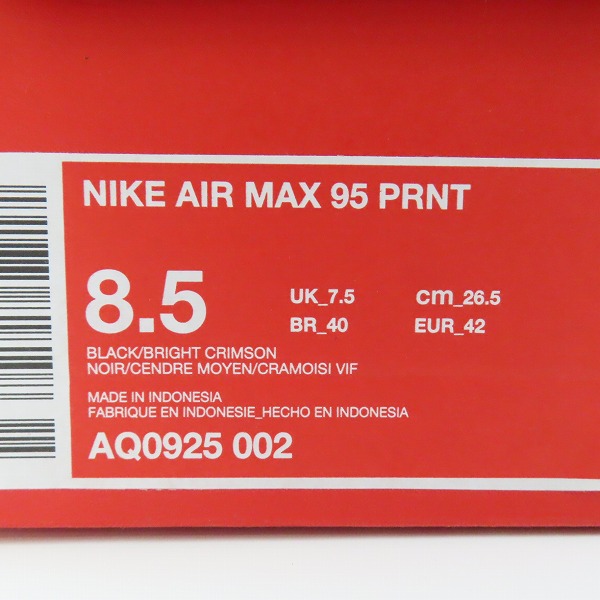 NIKE AIR MAX 95 PRNT
8.5
UK_7.5 cm_26.5
BR_40 EUR_42
BLACK/BRIGHT CRIMSON
NOIR/CENDRE MOYEN/CRAMOISI VIF
MADE IN INDONESIA
FABRIQUE EN INDONESIE_HECHO EN INDONESIA
AQ0925 002